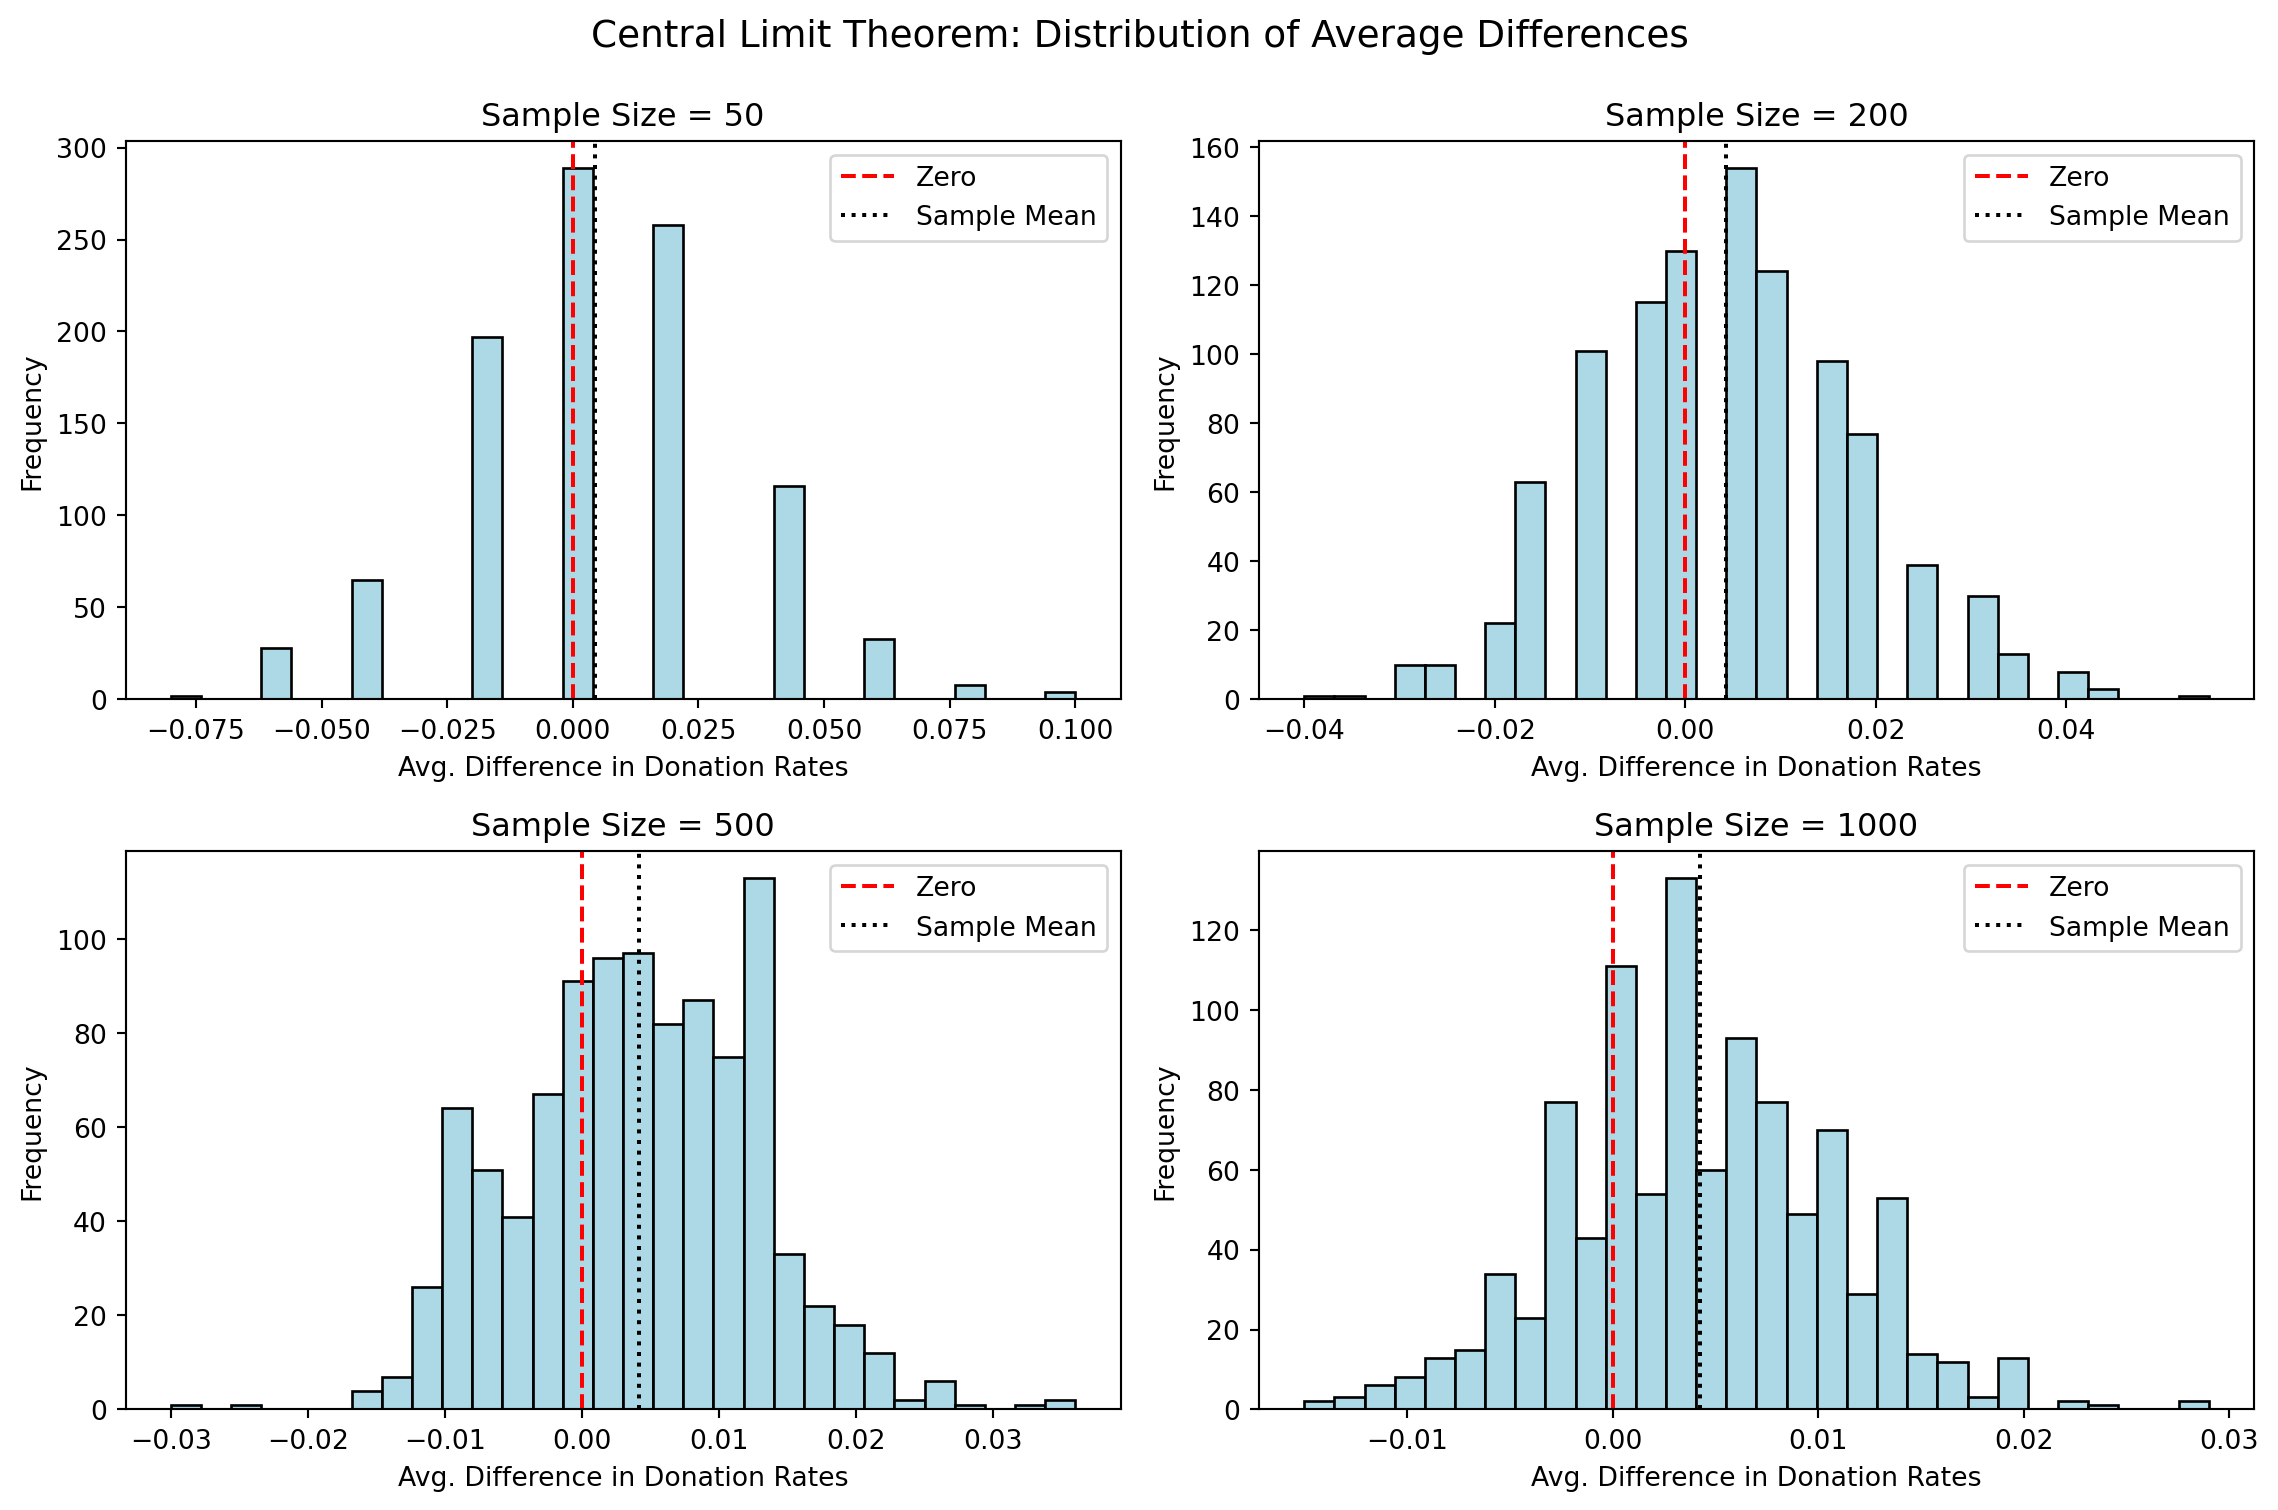 Central Limit Theorem: Distribution of Average Differences
Sample Size = 50
300
250
200
150
100
50
0
Frequency
−0.075 −0.050 −0.025 0.000 0.025 0.050 0.075 0.100
Avg. Difference in Donation Rates
Zero
Sample Mean
Sample Size = 200
160
140
120
100
80
60
40
20
0
Frequency
−0.04 −0.02 0.00 0.02 0.04
Avg. Difference in Donation Rates
Zero
Sample Mean
Sample Size = 500
100
80
60
40
20
0
Frequency
−0.03 −0.02 −0.01 0.00 0.01 0.02 0.03
Avg. Difference in Donation Rates
Zero
Sample Mean
Sample Size = 1000
120
100
80
60
40
20
0
Frequency
−0.01 0.00 0.01 0.02 0.03
Avg. Difference in Donation Rates
Zero
Sample Mean